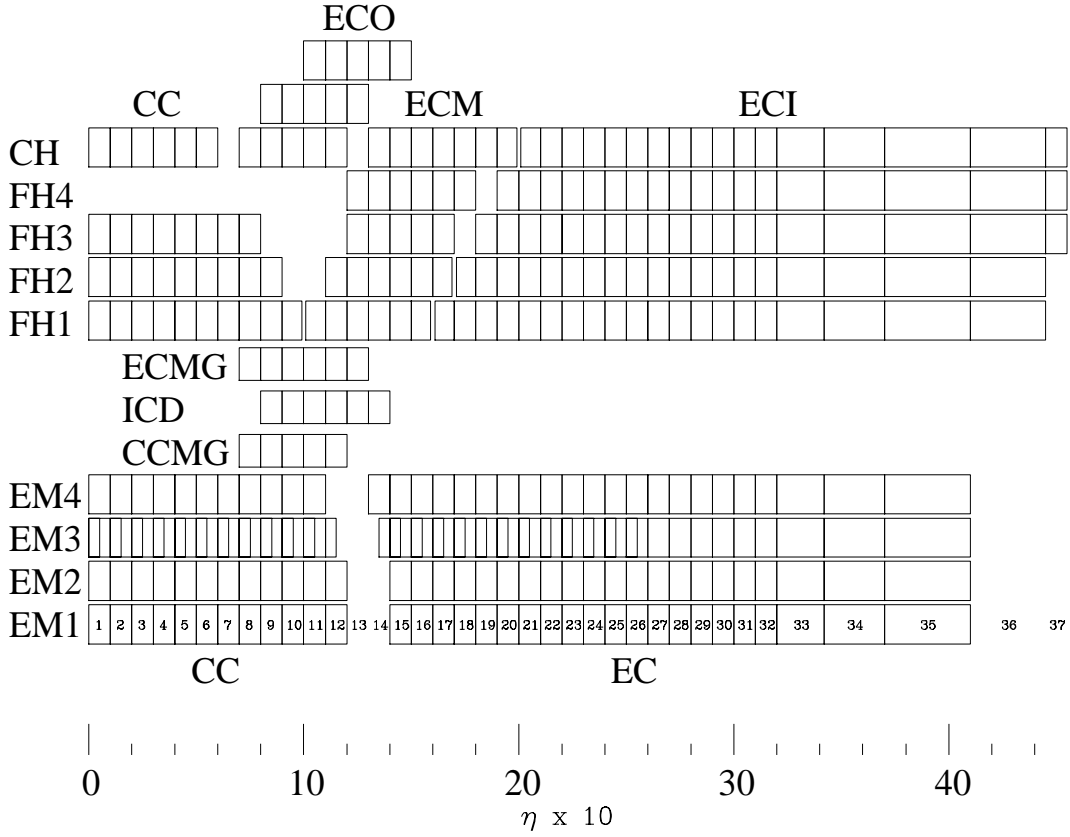 ECO
CC ECM ECI
CH
FH4
FH3
FH2
FH1
ECMG
ICD
CCMG
EM4
EM3
EM2
EM1 1 2 3 4 5 6 7 8 9 10 11 12 13 14 15 16 17 18 19 20 21 22 23 24 25 26 27 28 29 30 31 32 33 34 35 36 37
CC EC
0 10 20 30 40
η x 10